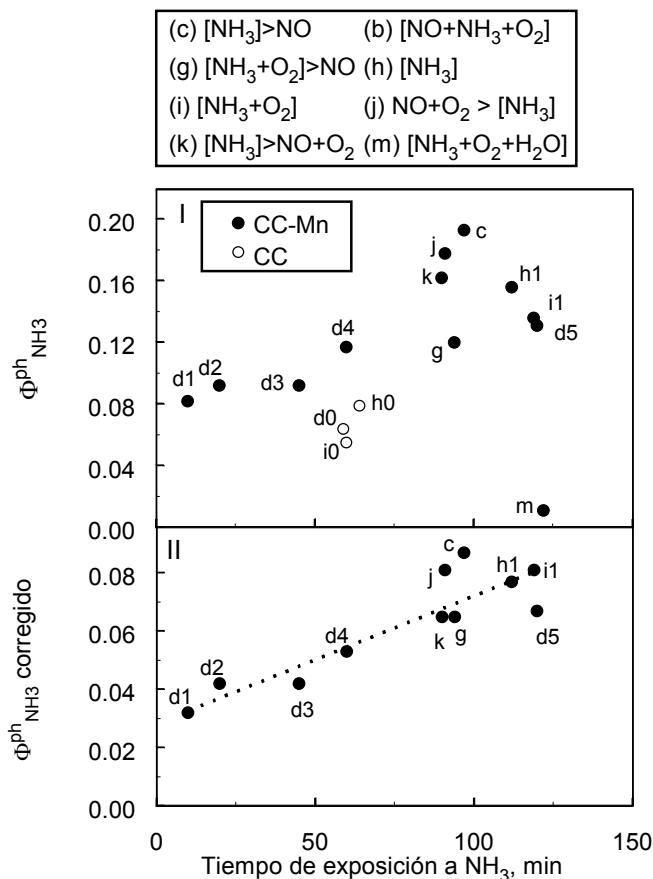 (c) [NH3]>NO (b) [NO+NH3+O2]
(g) [NH3+O2]>NO (h) [NH3]
(i) [NH3+O2] (j) NO+O2 > [NH3]
(k) [NH3]>NO+O2 (m) [NH3+O2+H2O]
I
CC-Mn
CC
0.20
0.16
0.12
0.08
0.04
0.00
Φ^ph NH3
c
j
k
h1
i1
d5
g
d4
d1
d2
d3
d0
h0
i0
m
II
0.08
0.06
0.04
0.02
0.00
Φ^ph NH3 corregido
c
j
h1
i1
k
g
d5
d4
d2
d1
d3
0 50 100 150
Tiempo de exposición a NH3, min